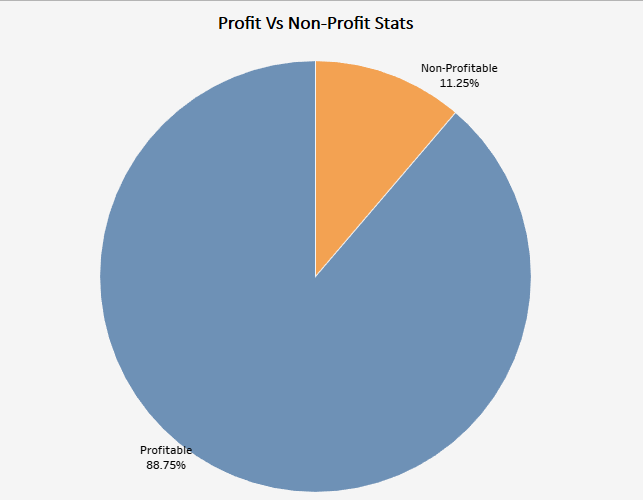 Profit Vs Non-Profit Stats
Non-Profitable
11.25%
Profitable
88.75%